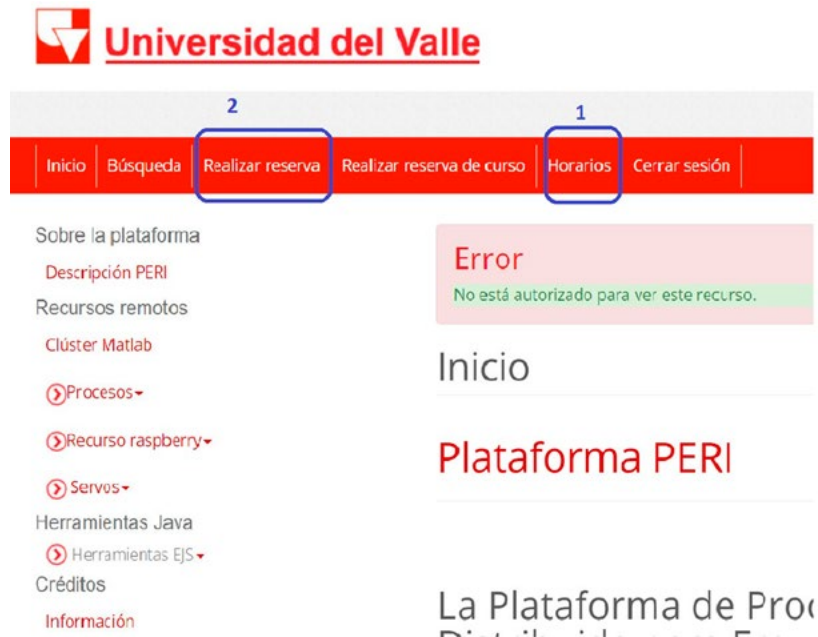 Universidad del Valle
2
1
Inicio
Búsqueda
Realizar reserva
Realizar reserva de curso
Horarios
Cerrar sesión
Sobre la plataforma
Descripción PERI
Recursos remotos
Clúster Matlab
Procesos
Recurso raspberry
Servos
Herramientas Java
Herramientas EJS
Créditos
Información
Error
No está autorizado para ver este recurso.
Inicio
Plataforma PERI
La Plataforma de